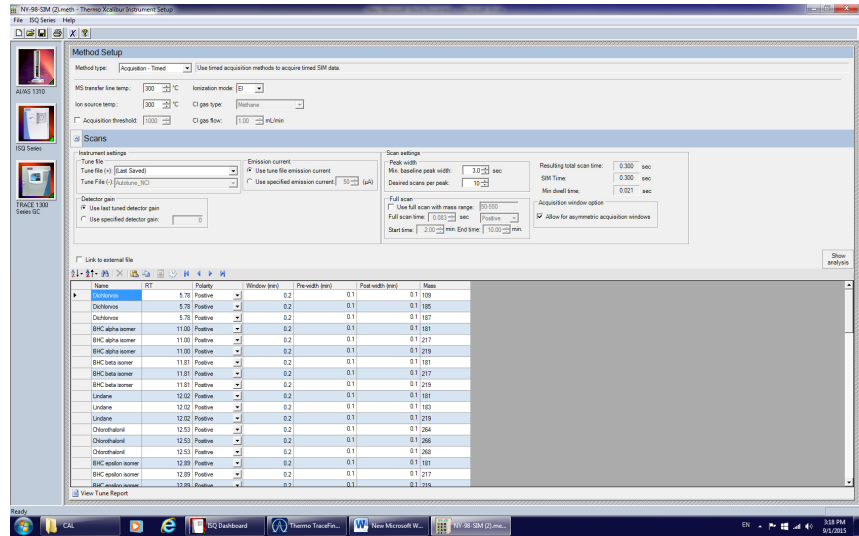 NY-98-SIM (2).meth - Thermo Xcalibur Instrument Setup
File ISQ Series Help
Method Setup
Method type: Acquisition - Timed Use timed acquisition methods to acquire timed SIM data.
MS transfer line temp.: 300 °C Ionization mode: EI
Ion source temp.: 300 °C CI gas type: Methane
Acquisition threshold: 1000 CI gas flow: 1.00 mL/min
AI/AS 1310
ISQ Series
TRACE 1300 Series GC
Scans
Instrument settings
Tune file
Tune file (+): (Last Saved)
Tune File (-): Autotune_NCI
Emission current
Use tune file emission current
Use specified emission current: 50 (µA)
Detector gain
Use last tuned detector gain
Use specified detector gain: 0
Scan settings
Peak width
Min. baseline peak width: 3.0 sec
Desired scans per peak: 10
Full scan
Use full scan with mass range: 50-550
Full scan time: 0.083 sec Positive
Start time: 2.00 min. End time: 10.00 min.
Resulting total scan time: 0.300 sec
SIM Time: 0.300 sec
Min dwell time: 0.021 sec
Acquisition window option
Allow for asymmetric acquisition windows
Link to external file
Show analysis
Name RT Polarity Window (min) Pre-width (min) Post-width (min) Mass
Dichlorvos 5.78 Positive 0.2 0.1 0.1 109
Dichlorvos 5.78 Positive 0.2 0.1 0.1 185
Dichlorvos 5.78 Positive 0.2 0.1 0.1 187
BHC alpha isomer 11.00 Positive 0.2 0.1 0.1 181
BHC alpha isomer 11.00 Positive 0.2 0.1 0.1 217
BHC alpha isomer 11.00 Positive 0.2 0.1 0.1 219
BHC beta isomer 11.81 Positive 0.2 0.1 0.1 181
BHC beta isomer 11.81 Positive 0.2 0.1 0.1 217
BHC beta isomer 11.81 Positive 0.2 0.1 0.1 219
Lindane 12.02 Positive 0.2 0.1 0.1 181
Lindane 12.02 Positive 0.2 0.1 0.1 183
Lindane 12.02 Positive 0.2 0.1 0.1 219
Chlorothalonil 12.53 Positive 0.2 0.1 0.1 264
Chlorothalonil 12.53 Positive 0.2 0.1 0.1 266
Chlorothalonil 12.53 Positive 0.2 0.1 0.1 268
BHC epsilon isomer 12.89 Positive 0.2 0.1 0.1 181
BHC epsilon isomer 12.89 Positive 0.2 0.1 0.1 217
BHC epsilon isomer 12.89 Positive 0.2 0.1 0.1 219
View Tune Report
Ready
CAL ISQ Dashboard Thermo TraceFin... New Microsoft W... NY-98-SIM (2).me... EN 3:18 PM
9/1/2015